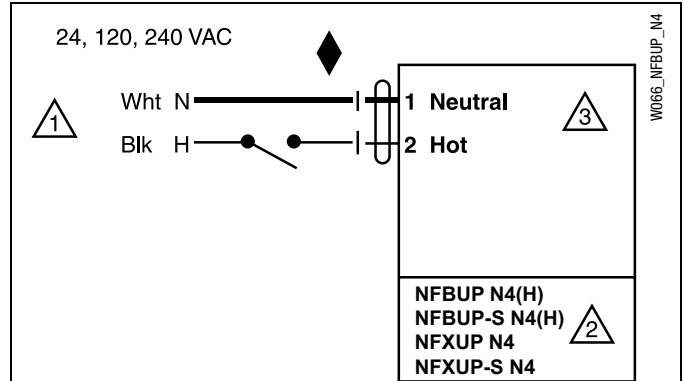 24, 120, 240 VAC
Wht N
1 Neutral
1
3
Blk H
2 Hot
NFBUP N4(H)
NFBUP-S N4(H)
2
NFXUP N4
NFXUP-S N4
W066_NFBUP_N4